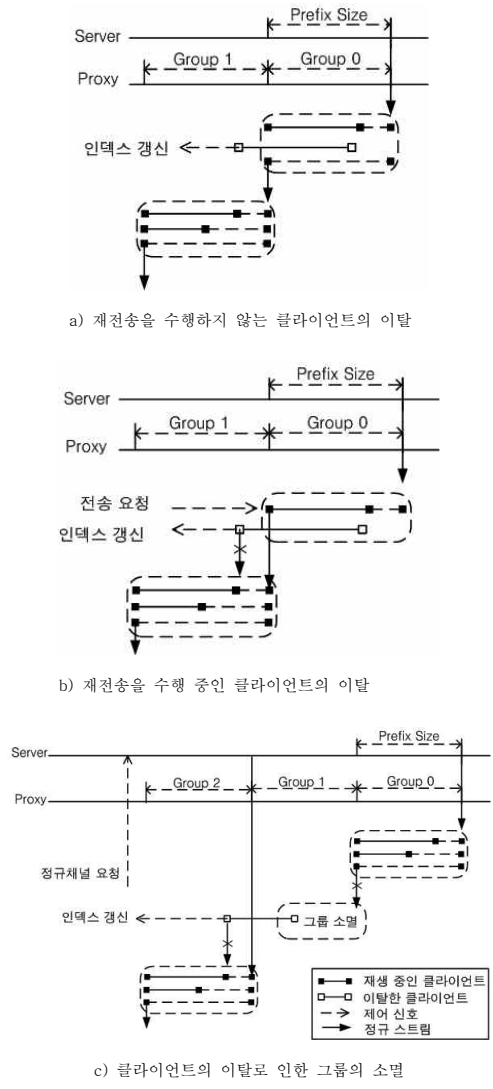 Prefix Size
Server
Group 1 Group 0
Proxy
인덱스 갱신
a) 재전송을 수행하지 않는 클라이언트의 이탈
Prefix Size
Server
Group 1 Group 0
Proxy
전송 요청
인덱스 갱신
b) 재전송을 수행 중인 클라이언트의 이탈
Prefix Size
Server
Group 2 Group 1 Group 0
Proxy
정규채널 요청
인덱스 갱신
그룹 소멸
재생 중인 클라이언트
이탈한 클라이언트
제어 신호
정규 스트림
c) 클라이언트의 이탈로 인한 그룹의 소멸